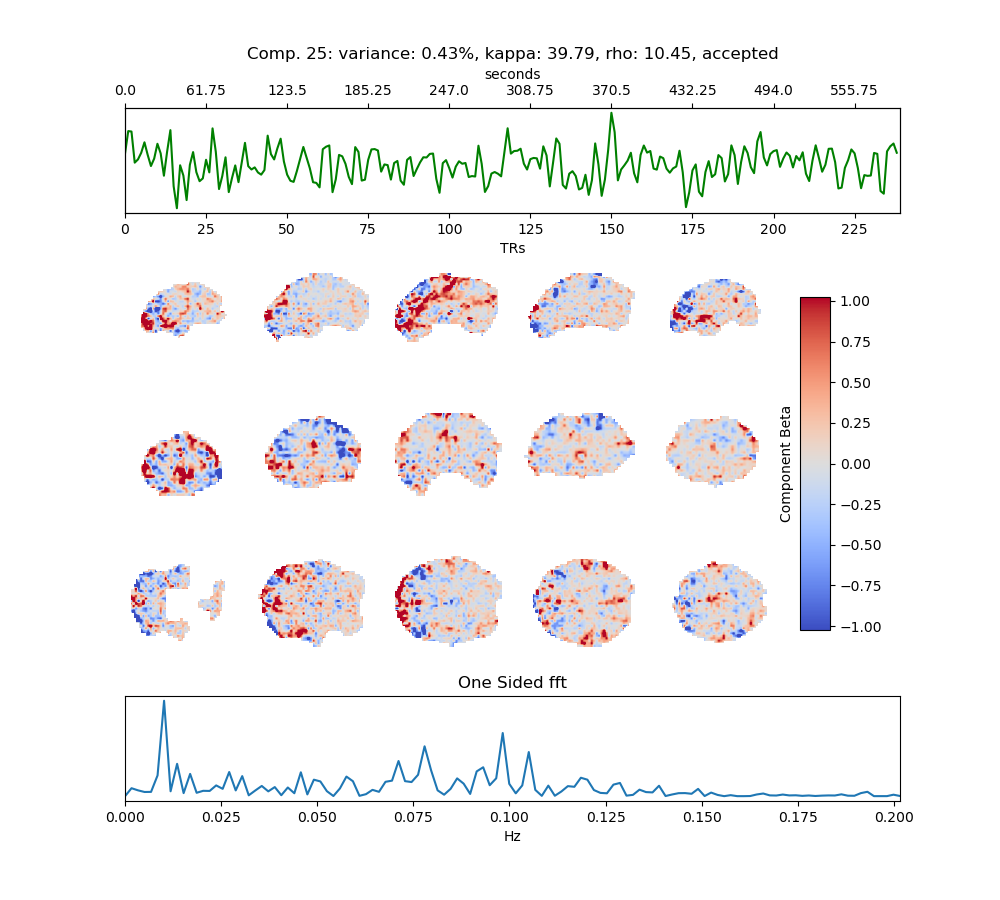 Comp. 25: variance: 0.43%, kappa: 39.79, rho: 10.45, accepted
seconds
0.0 61.75 123.5 185.25 247.0 308.75 370.5 432.25 494.0 555.75
0 25 50 75 100 125 150 175 200 225
TRs
1.00
0.75
0.50
0.25
0.00
−0.25
−0.50
−0.75
−1.00
Component Beta
One Sided fft
0.000 0.025 0.050 0.075 0.100 0.125 0.150 0.175 0.200
Hz